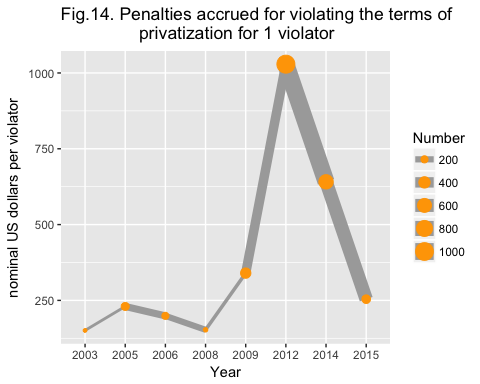 Fig.14. Penalties accrued for violating the terms of
privatization for 1 violator
nominal US dollars per violator
1000
750
500
250
2003 2005 2006 2008 2009 2012 2014 2015
Year
Number
200
400
600
800
1000